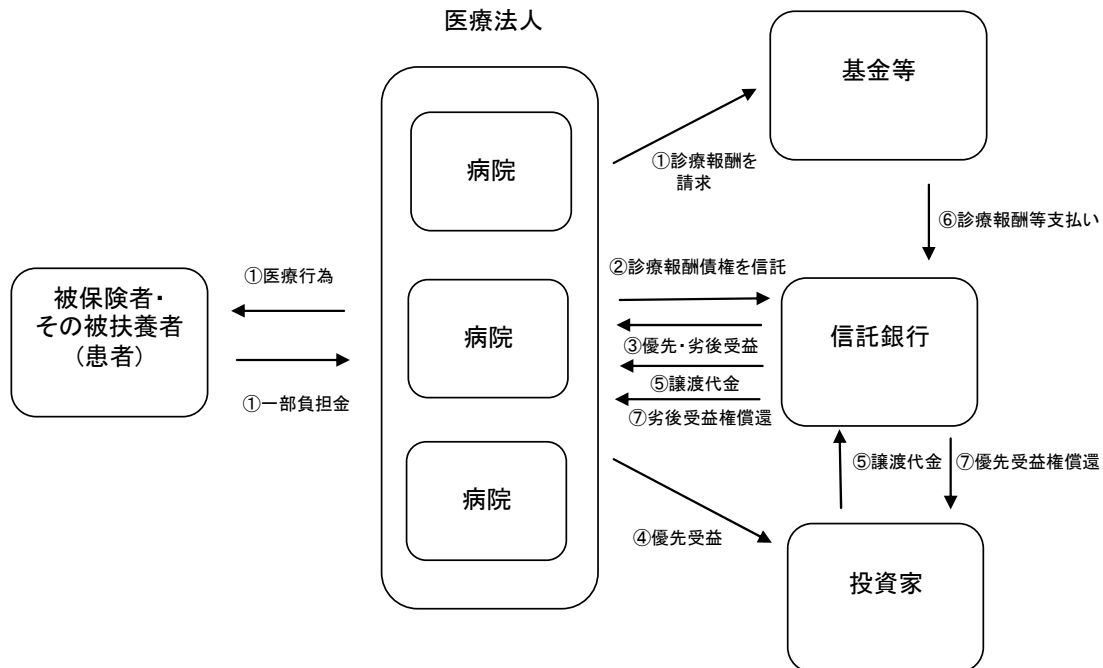 医療法人
基金等
病院
①診療報酬を
請求
⑥診療報酬等支払い
①医療行為
②診療報酬債権を信託
被保険者・
その被扶養者
(患者)
病院
③優先・劣後受益
信託銀行
⑤譲渡代金
①一部負担金
⑦劣後受益権償還
⑤譲渡代金
⑦優先受益権償還
病院
④優先受益
投資家